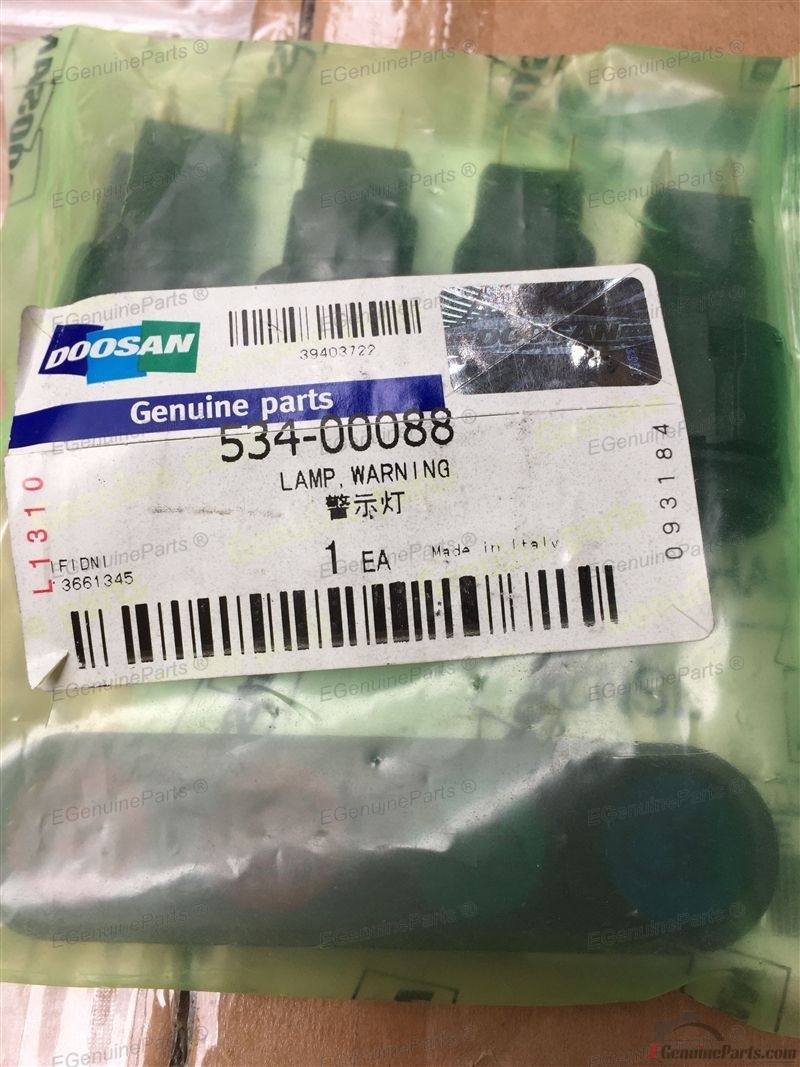 DOOSAN
39403722
DOOSAN
Genuine parts
534-00088
LAMP, WARNING
警示灯
1 EA
Made in Italy
L1310
3661345
093184
EGenuineParts ®
EGenuineParts.com